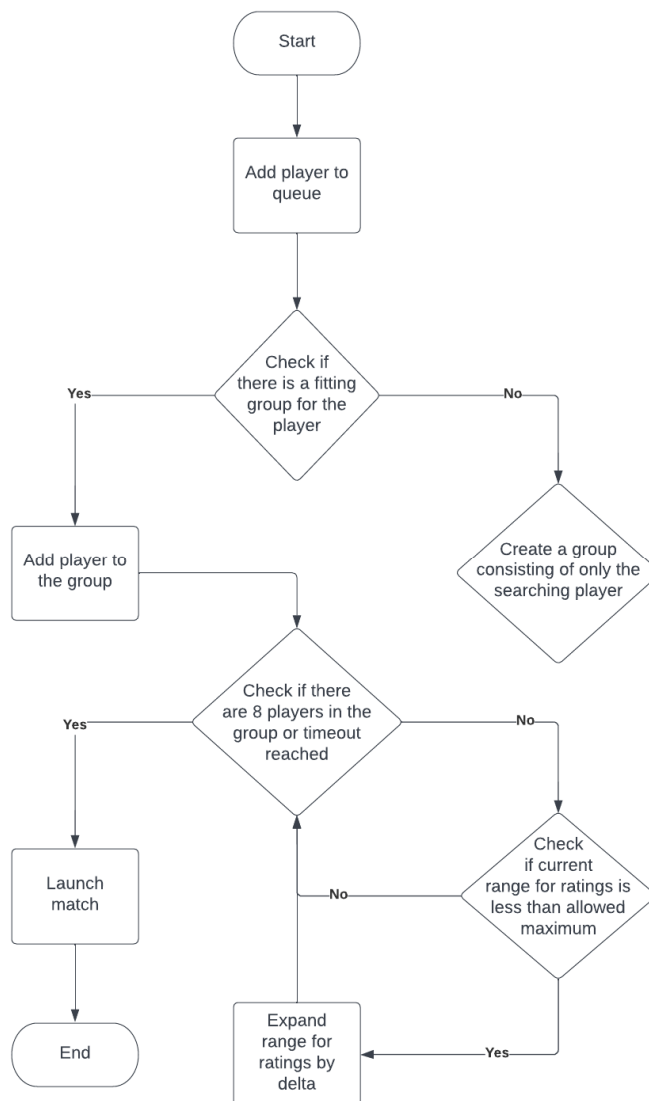 Start
Add player to
queue
Check if
there is a fitting
group for the
player
Yes
No
Add player to
the group
Create a group
consisting of only the
searching player
Check if there
are 8 players in the
group or timeout
reached
Yes
No
Launch
match
Check
if current
range for ratings is
less than allowed
maximum
No
End
Expand
range for
ratings by
delta
Yes